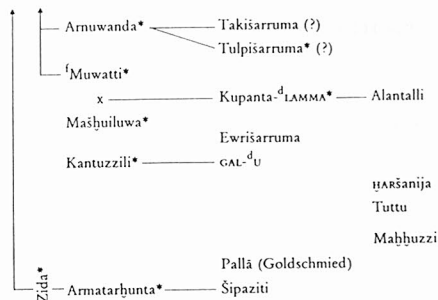 Arnuwanda* Takišarruma (?)
Tulpišarruma* (?)
ᶠMuwatti*
x Kupanta-ᵈLAMMA* Alantalli
Mašḫuiluwa*
Ewrišarruma
Kantuzzili* GAL-ᵈU
ḪARŠanija
Tuttu
Maḫḫuzzi
Pallā (Goldschmied)
Zida*
Armatarḫunta* Šipaziti